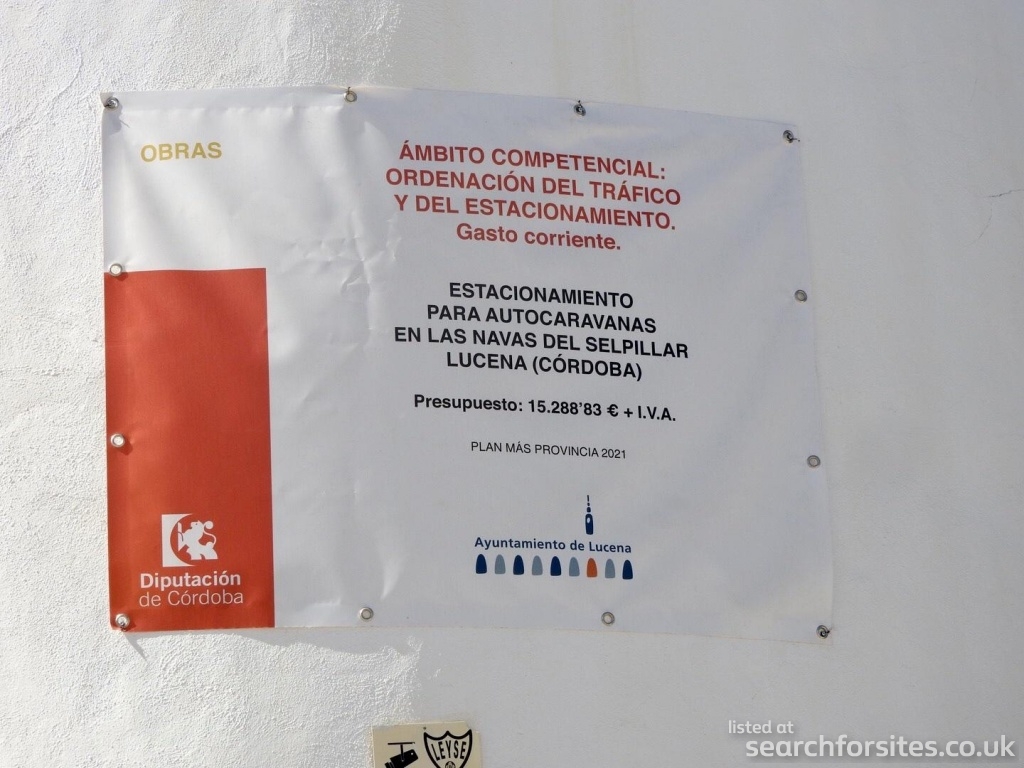 OBRAS
ÁMBITO COMPETENCIAL:
ORDENACIÓN DEL TRÁFICO
Y DEL ESTACIONAMIENTO.
Gasto corriente.
ESTACIONAMIENTO
PARA AUTOCARAVANAS
EN LAS NAVAS DEL SELPILLAR
LUCENA (CÓRDOBA)
Presupuesto: 15.288'83 € + I.V.A.
PLAN MÁS PROVINCIA 2021
Ayuntamiento de Lucena
Diputación
de Córdoba
LEYSE
listed at
searchforsites.co.uk